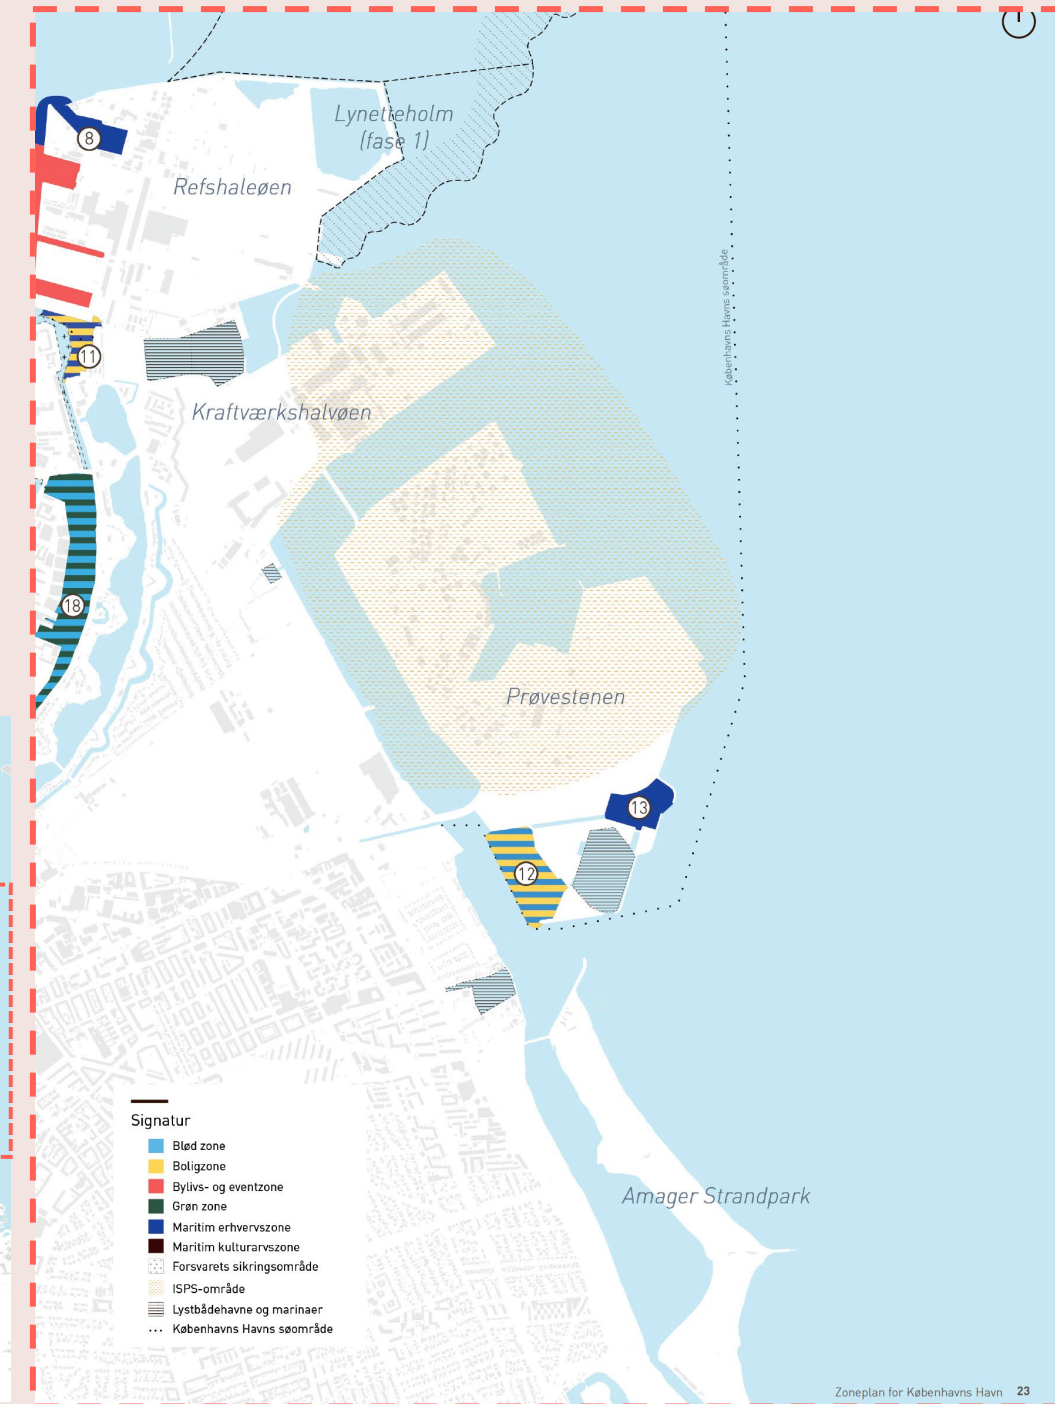 Lynetteholm
(fase 1)
8
Refshaleøen
Københavns Havns søområde
11
Kraftværkshalvøen
18
Prøvestenen
13
12
Signatur
Blød zone
Boligzone
Bylivs- og eventzone
Grøn zone
Maritim erhvervszone
Maritim kulturarvszone
Forsvarets sikringsområde
ISPS-område
Lystbådehavne og marinaer
Københavns Havns søområde
Amager Strandpark
Zoneplan for Københavns Havn 23